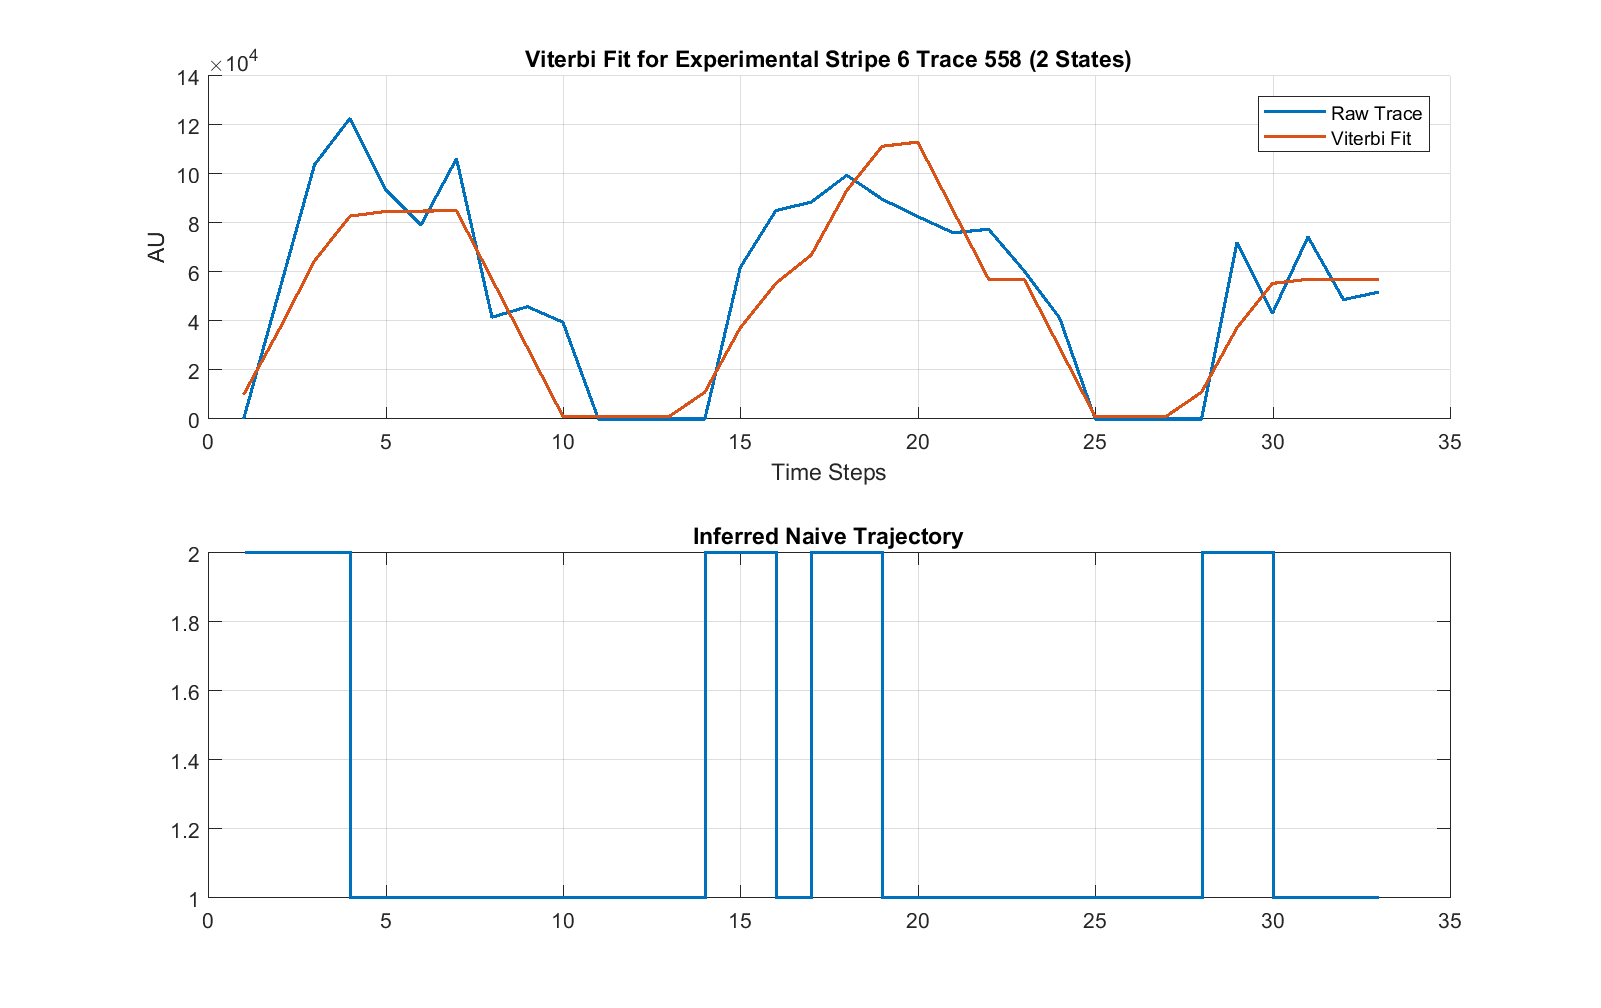 Viterbi Fit for Experimental Stripe 6 Trace 558 (2 States)
×10⁴
14
12
10
8
6
4
2
0
AU
Raw Trace
Viterbi Fit
0 5 10 15 20 25 30 35
Time Steps
Inferred Naive Trajectory
2
1.8
1.6
1.4
1.2
1
0 5 10 15 20 25 30 35